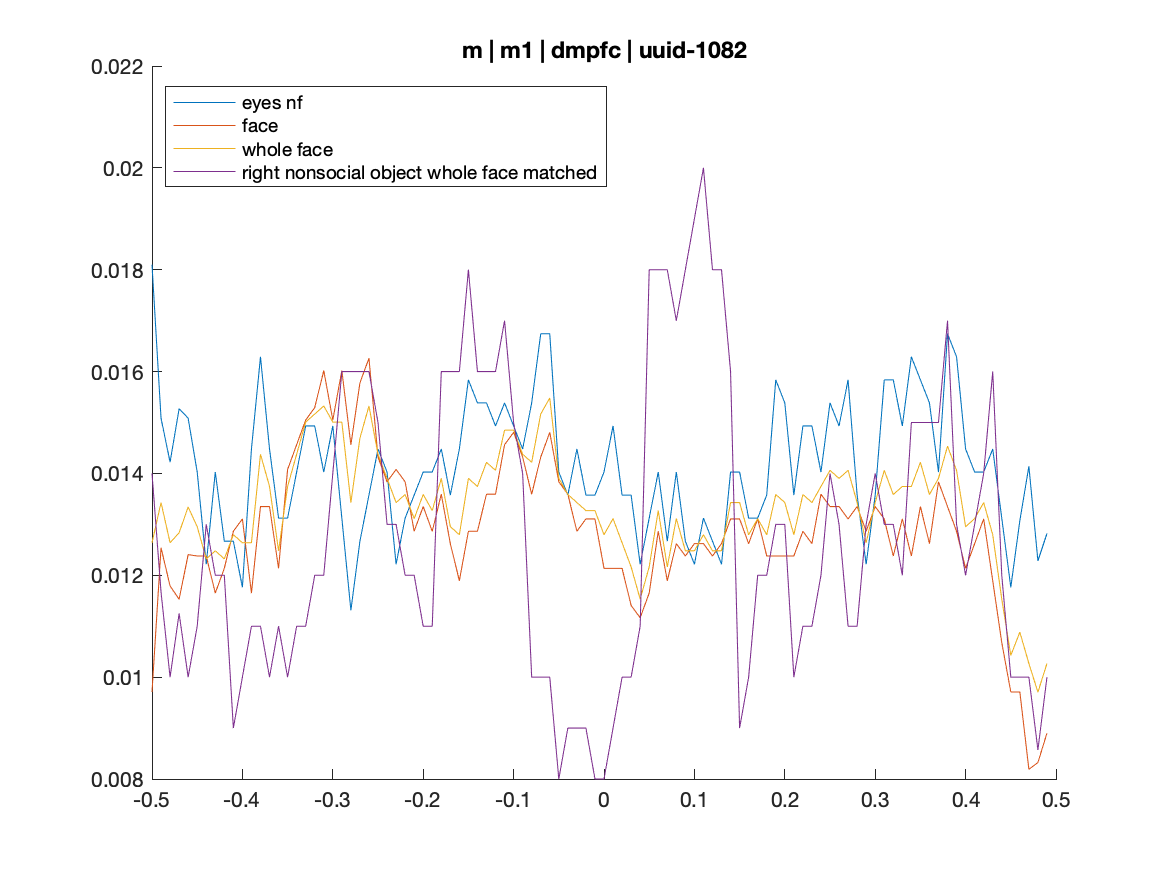 m | m1 | dmpfc | uuid-1082
0.022
eyes nf
face
whole face
right nonsocial object whole face matched
0.02
0.018
0.016
0.014
0.012
0.01
0.008
-0.5 -0.4 -0.3 -0.2 -0.1 0 0.1 0.2 0.3 0.4 0.5